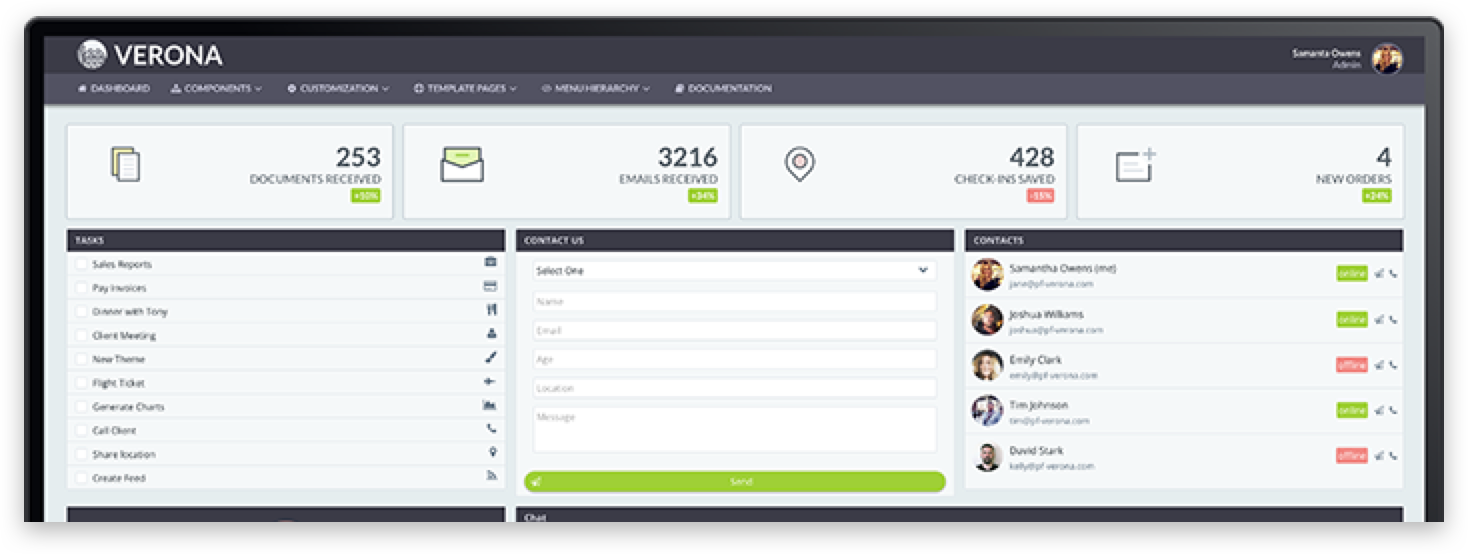 VERONA
Samanta Owens
Admin
DASHBOARD COMPONENTS CUSTOMIZATION TEMPLATE PAGES MENU HIERARCHY DOCUMENTATION
253
DOCUMENTS RECEIVED
+10%
3216
EMAILS RECEIVED
+34%
428
CHECK-INS SAVED
-15%
4
NEW ORDERS
+24%
TASKS
Sales Reports
Pay Invoices
Dinner with Tony
Client Meeting
New Theme
Flight Ticket
Generate Charts
Call Client
Share location
Create Feed
CONTACT US
Select One
Name
Email
Age
Location
Message
Send
CONTACTS
Samantha Owens (me)
jane@pf-verona.com
online
Joshua Williams
joshua@pf-verona.com
online
Emily Clark
emily@pf-verona.com
offline
Tim Johnson
tim@pf-verona.com
online
David Stark
kelly@pf-verona.com
offline
Chat